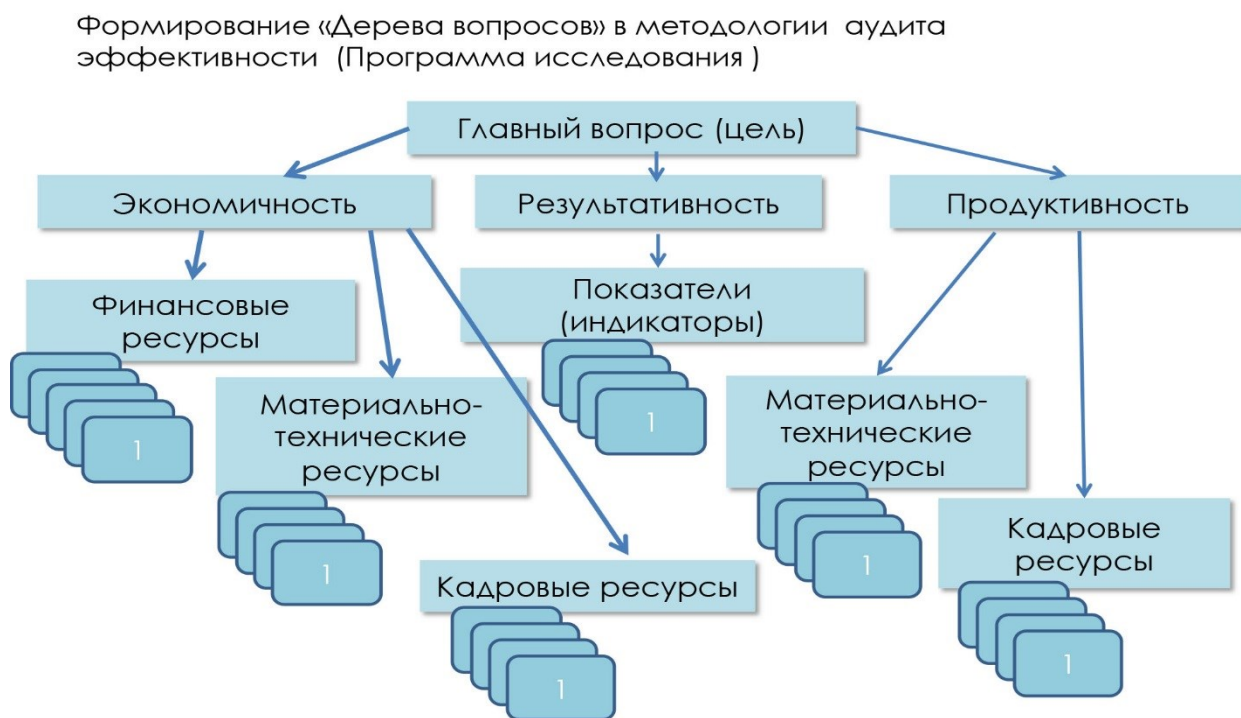 Формирование «Дерева вопросов» в методологии аудита
эффективности (Программа исследования )
Главный вопрос (цель)
Экономичность
Результативность
Продуктивность
Финансовые
ресурсы
Показатели
(индикаторы)
1
Материально-
технические
ресурсы
1
Материально-
технические
ресурсы
1
Кадровые
ресурсы
1
1
Кадровые ресурсы
1
1